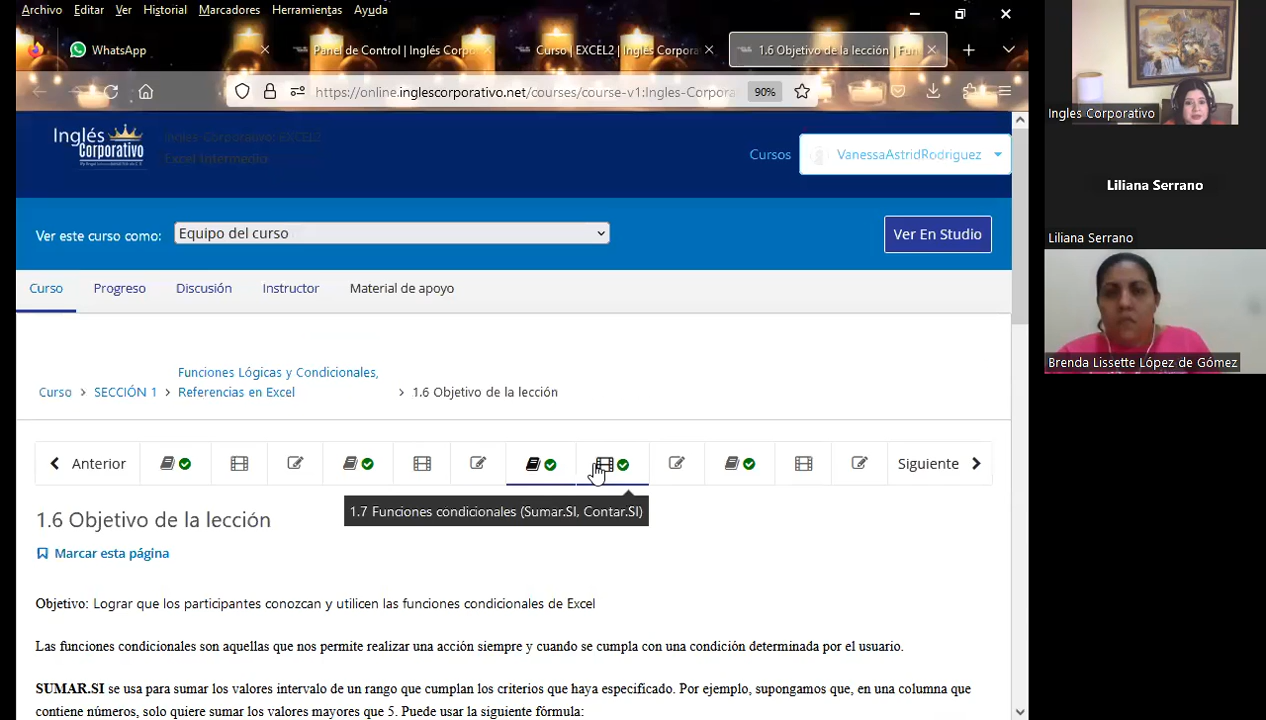 Archivo Editar Ver Historial Marcadores Herramientas Ayuda
WhatsApp
Panel de Control | Inglés Corp
Curso | EXCEL2 | Inglés Corpora
1.6 Objetivo de la lección | Fun
https://online.inglescorporativo.net/courses/course-v1:Ingles-Corpora
90%
Inglés
Corporativo
Ingles-Corporativo: EXCEL2
Excel Intermedio
Cursos
VanessaAstridRodriguez
Ver este curso como:
Equipo del curso
Ver En Studio
Curso Progreso Discusión Instructor Material de apoyo
Curso > SECCIÓN 1 > Funciones Lógicas y Condicionales,
Referencias en Excel > 1.6 Objetivo de la lección
Anterior
Siguiente
1.7 Funciones condicionales (Sumar.SI, Contar.SI)
1.6 Objetivo de la lección
Marcar esta página
Objetivo: Lograr que los participantes conozcan y utilicen las funciones condicionales de Excel
Las funciones condicionales son aquellas que nos permite realizar una acción siempre y cuando se cumpla con una condición determinada por el usuario.
SUMAR.SI se usa para sumar los valores intervalo de un rango que cumplan los criterios que haya especificado. Por ejemplo, supongamos que, en una columna que
contiene números, solo quiere sumar los valores mayores que 5. Puede usar la siguiente fórmula:
Ingles Corporativo
Liliana Serrano
Liliana Serrano
Brenda Lissette López de Gómez